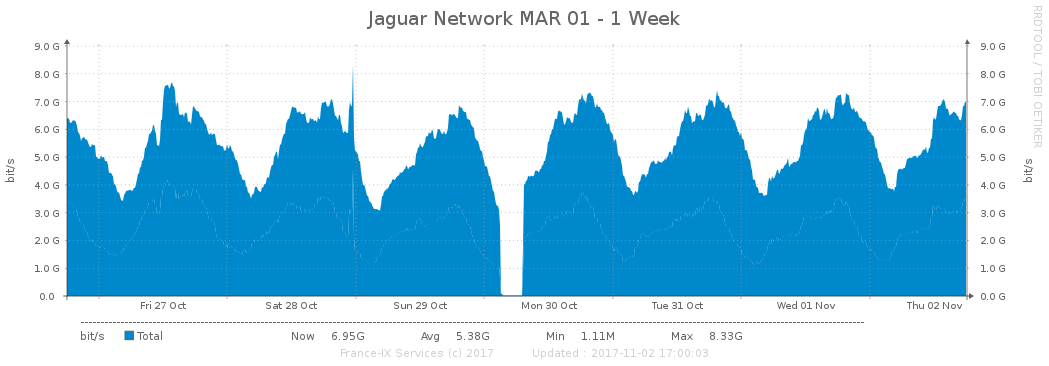 Jaguar Network MAR 01 - 1 Week
RRDTOOL / TOBI OETIKER
9.0 G 9.0 G
8.0 G 8.0 G
7.0 G 7.0 G
6.0 G 6.0 G
5.0 G 5.0 G
4.0 G 4.0 G
3.0 G 3.0 G
2.0 G 2.0 G
1.0 G 1.0 G
0.0 0.0 G
bit/s
bit/s
Fri 27 Oct Sat 28 Oct Sun 29 Oct Mon 30 Oct Tue 31 Oct Wed 01 Nov Thu 02 Nov
bit/s Total Now 6.95G Avg 5.38G Min 1.11M Max 8.33G
France-IX Services (c) 2017 Updated : 2017-11-02 17:00:03